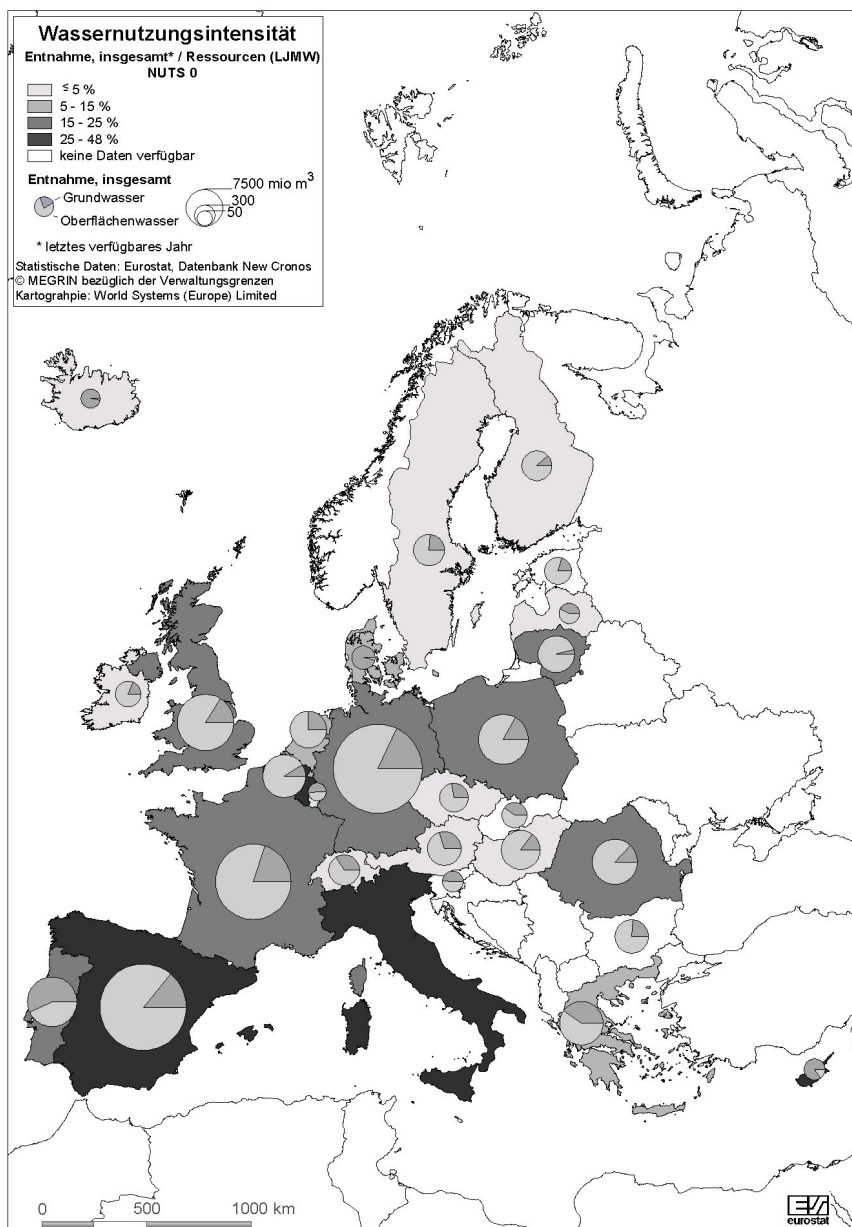 Wassernutzungsintensität
Entnahme, insgesamt* / Ressourcen (LJMW)
NUTS 0
≤ 5 %
5 - 15 %
15 - 25 %
25 - 48 %
keine Daten verfügbar
Entnahme, insgesamt
7500 mio m³
300
50
Grundwasser
Oberflächenwasser
* letztes verfügbares Jahr
Statistische Daten: Eurostat, Datenbank New Cronos
© MEGRIN bezüglich der Verwaltungsgrenzen
Kartograhpie: World Systems (Europe) Limited
0 500 1000 km
eurostat